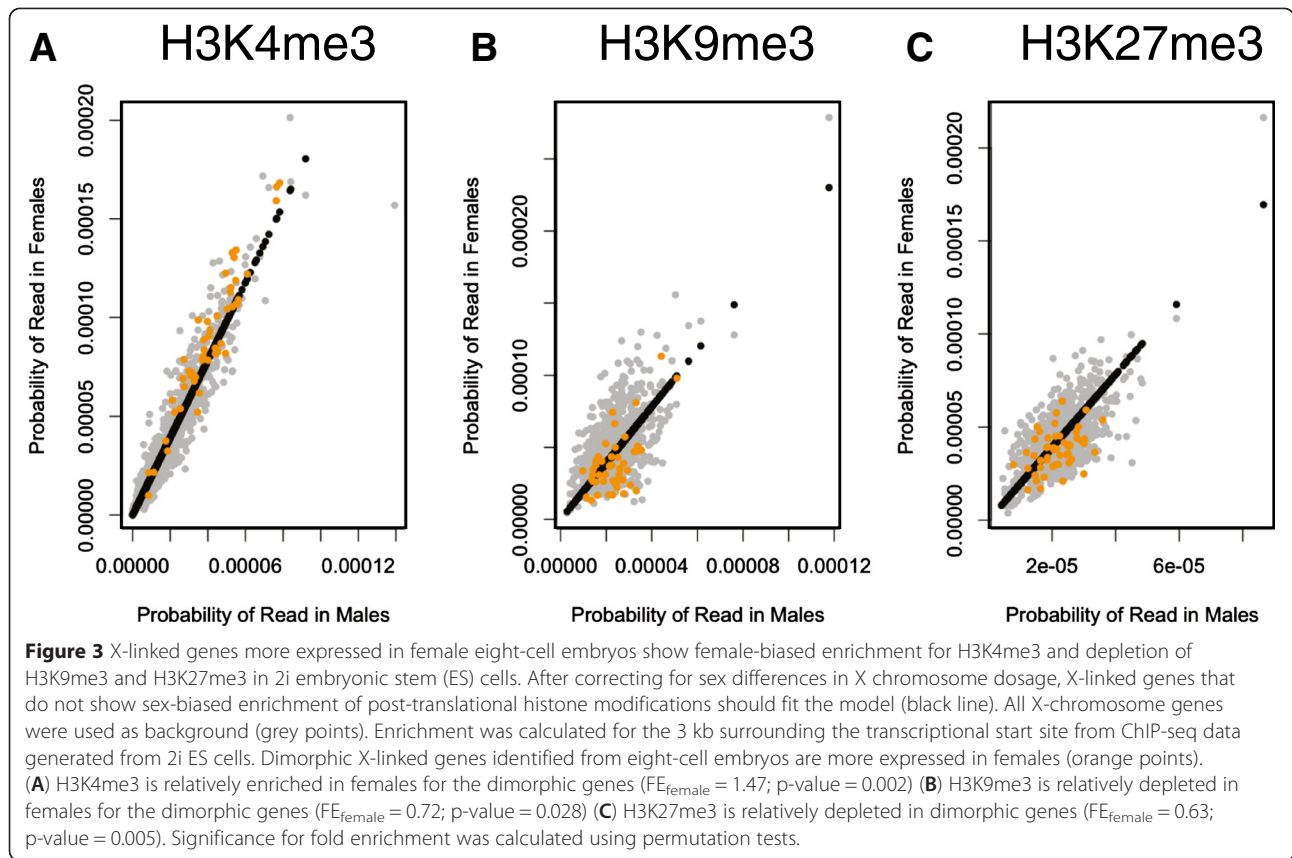 A H3K4me3
B H3K9me3
C H3K27me3
Probability of Read in Females
0.00000 0.00005 0.00010 0.00015 0.00020
0.00000 0.00006 0.00012
Probability of Read in Males
Probability of Read in Females
0.00000 0.00010 0.00020
0.00000 0.00004 0.00008 0.00012
Probability of Read in Males
Probability of Read in Females
0.00000 0.00005 0.00010 0.00015 0.00020
2e-05 6e-05
Probability of Read in Males
Figure 3 X-linked genes more expressed in female eight-cell embryos show female-biased enrichment for H3K4me3 and depletion of
H3K9me3 and H3K27me3 in 2i embryonic stem (ES) cells. After correcting for sex differences in X chromosome dosage, X-linked genes that
do not show sex-biased enrichment of post-translational histone modifications should fit the model (black line). All X-chromosome genes
were used as background (grey points). Enrichment was calculated for the 3 kb surrounding the transcriptional start site from ChIP-seq data
generated from 2i ES cells. Dimorphic X-linked genes identified from eight-cell embryos are more expressed in females (orange points).
(A) H3K4me3 is relatively enriched in females for the dimorphic genes (FEfemale = 1.47; p-value = 0.002) (B) H3K9me3 is relatively depleted in
females for the dimorphic genes (FEfemale = 0.72; p-value = 0.028) (C) H3K27me3 is relatively depleted in dimorphic genes (FEfemale = 0.63;
p-value = 0.005). Significance for fold enrichment was calculated using permutation tests.